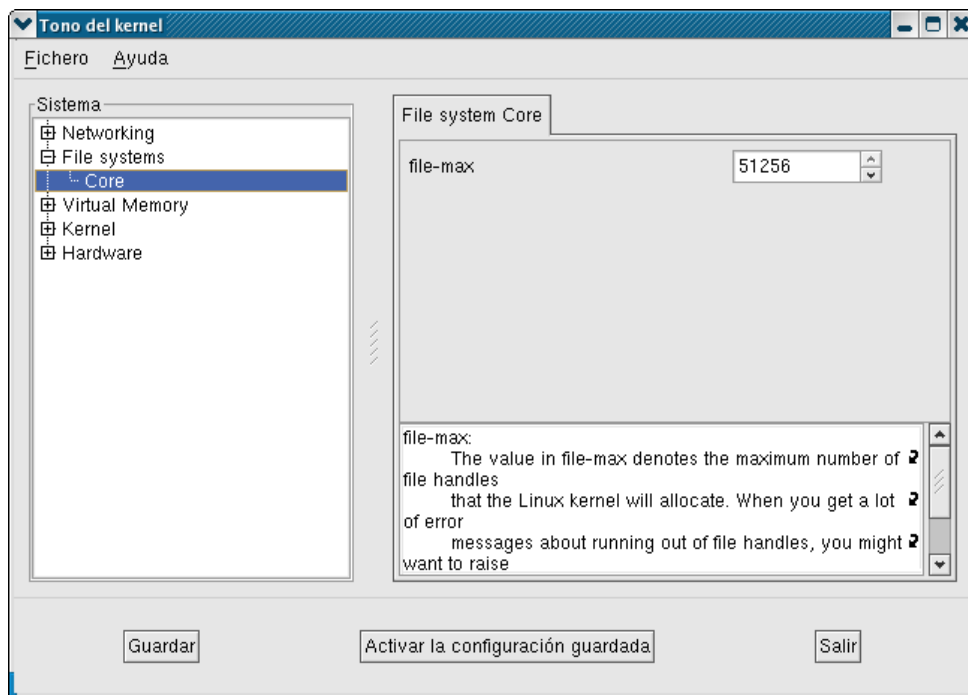 Tono del kernel
Fichero Ayuda
Sistema
Networking
File systems
Core
Virtual Memory
Kernel
Hardware
File system Core
file-max 51256
file-max:
The value in file-max denotes the maximum number of
file handles
that the Linux kernel will allocate. When you get a lot
of error
messages about running out of file handles, you might
want to raise
Guardar Activar la configuración guardada Salir